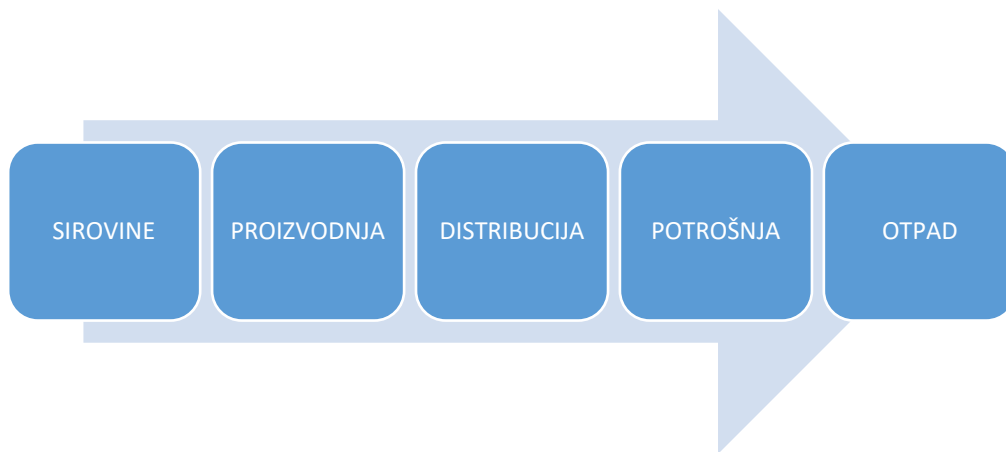 SIROVINE
PROIZVODNJA
DISTRIBUCIJA
POTROŠNJA
OTPAD